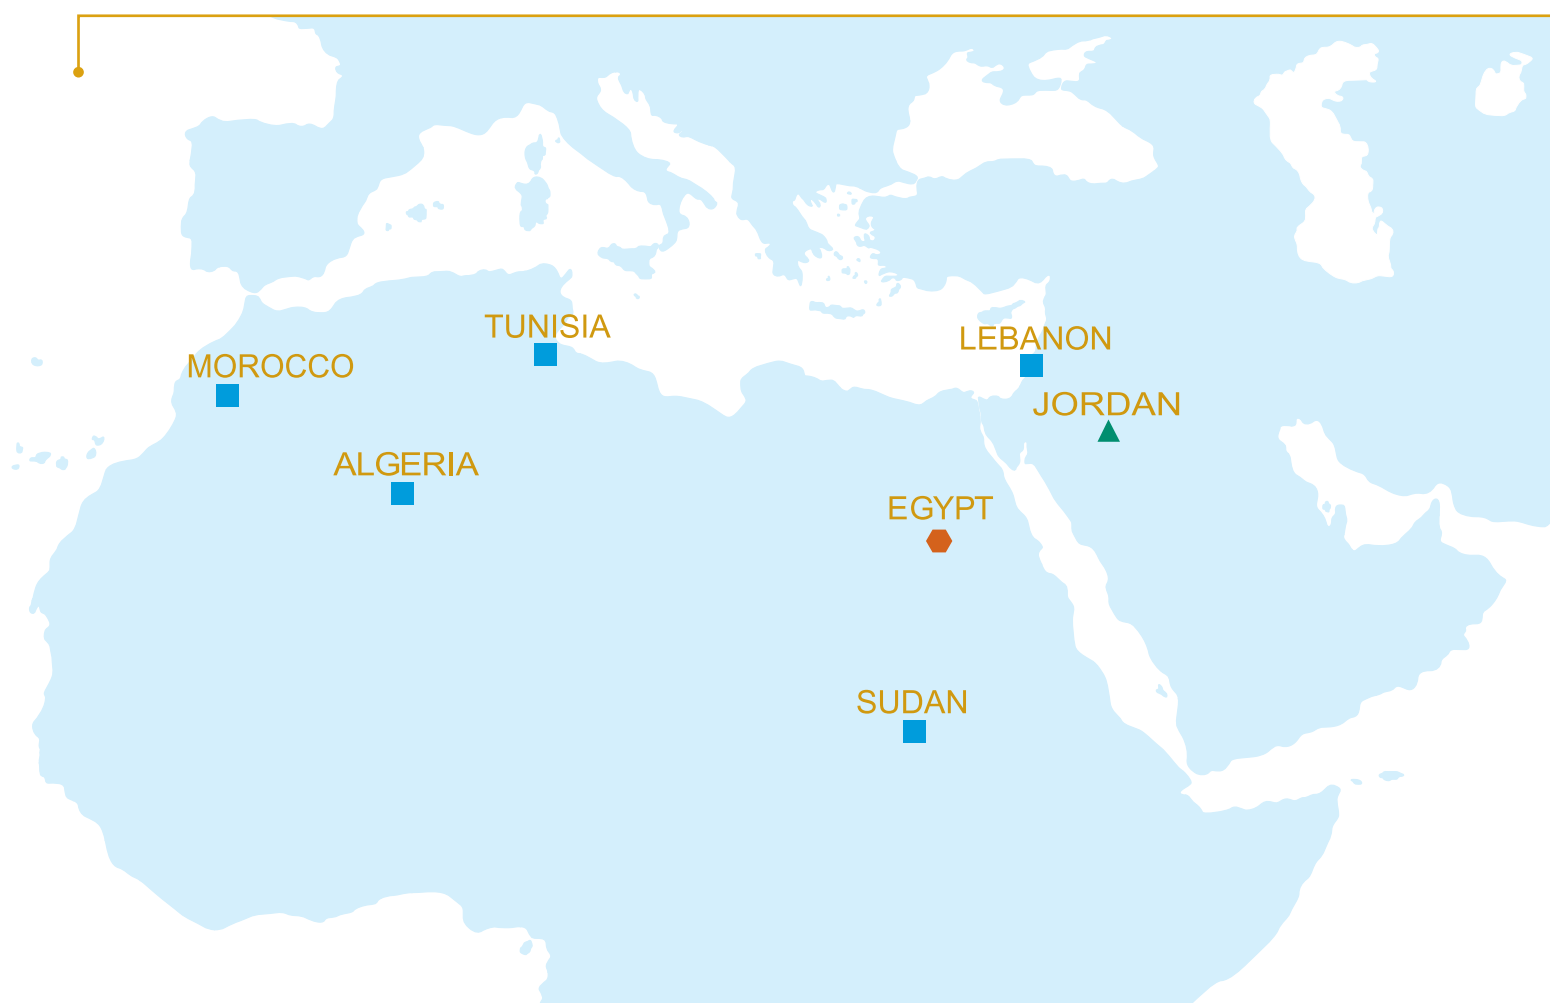 TUNISIA
LEBANON
MOROCCO
JORDAN
ALGERIA
EGYPT
SUDAN